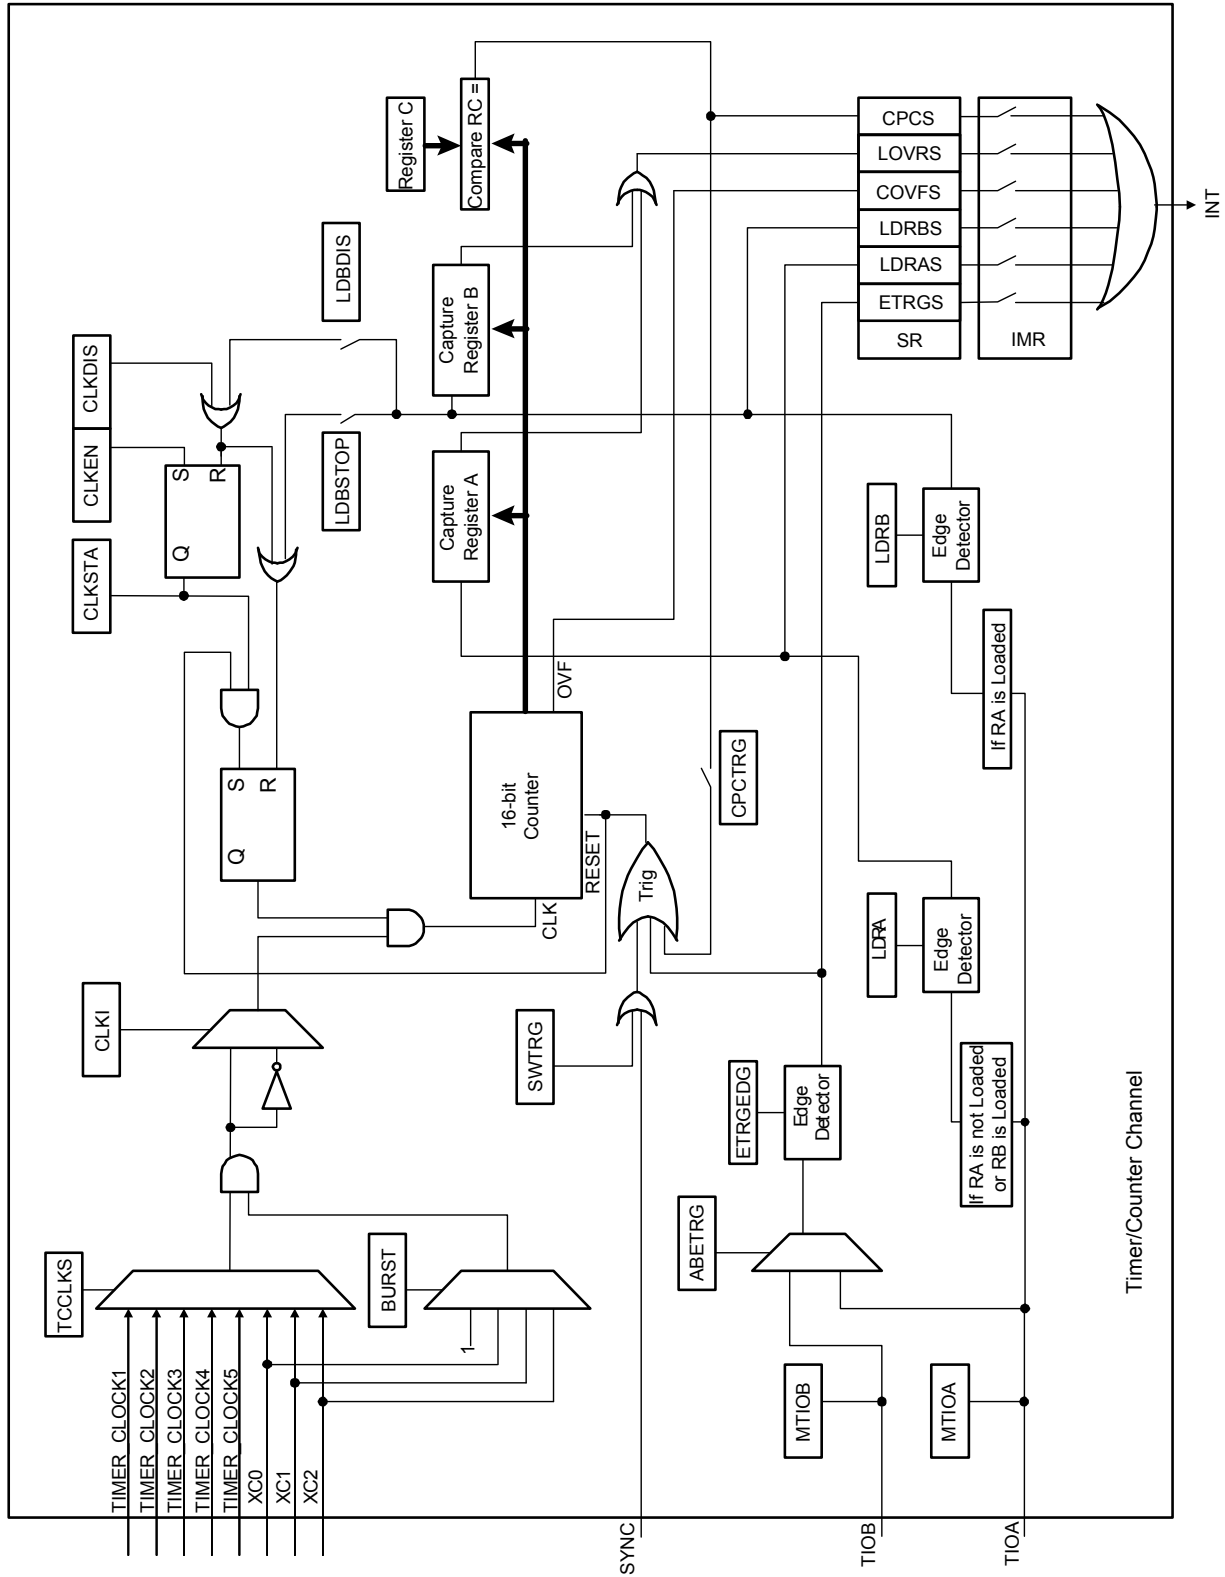 TCCLKS
TIMER_CLOCK1
TIMER_CLOCK2
TIMER_CLOCK3
TIMER_CLOCK4
TIMER_CLOCK5
XC0
XC1
XC2
BURST
1
CLKI
CLKSTA
CLKEN
CLKDIS
Q
S
R
Q
S
R
LDBSTOP
LDBDIS
Register C
Compare RC =
Capture
Register A
Capture
Register B
16-bit
Counter
CLK
OVF
RESET
SWTRG
Trig
CPCTRG
SYNC
ABETRG
ETRGEDG
Edge
Detector
MTIOB
TIOB
MTIOA
TIOA
If RA is not Loaded
or RB is Loaded
LDRA
Edge
Detector
If RA is Loaded
LDRB
Edge
Detector
CPCS
LOVRS
COVFS
LDRBS
LDRAS
ETRGS
SR
IMR
INT
Timer/Counter Channel